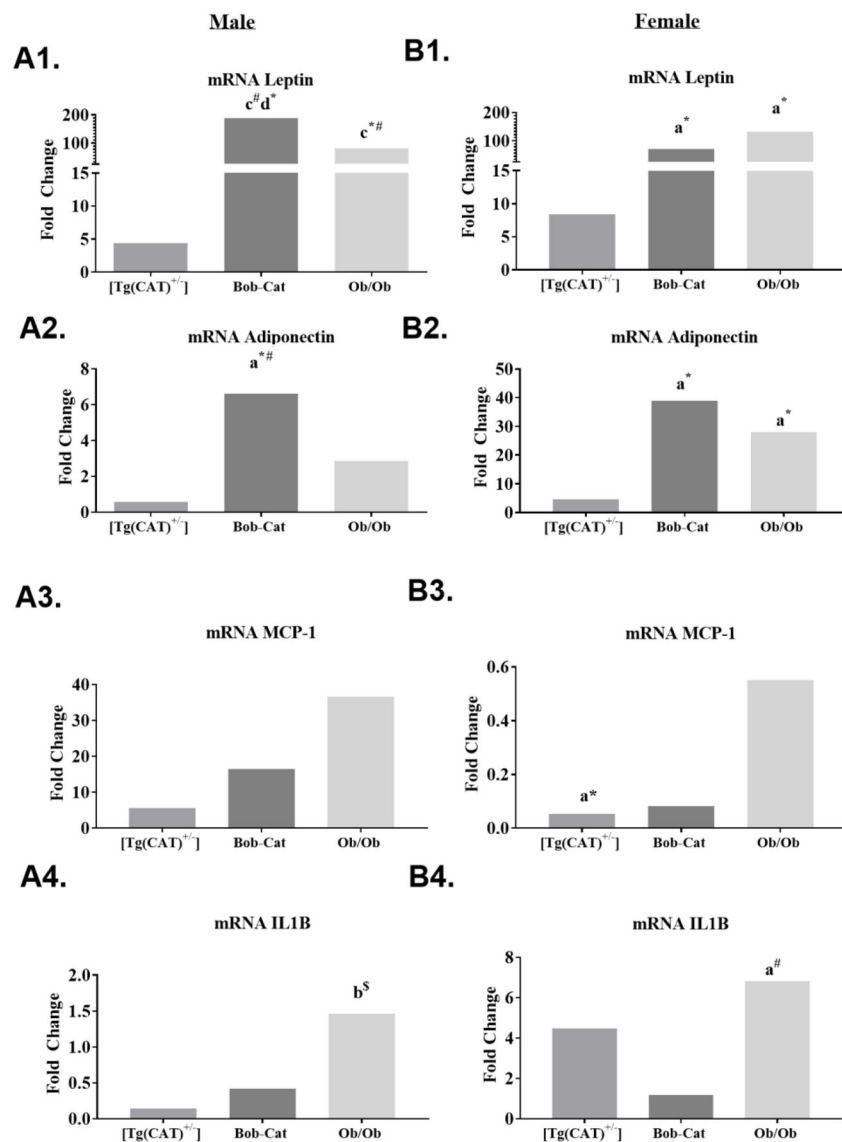 Male
Female
A1.
mRNA Leptin
c#d*
c*#
Fold Change
200
100
15
10
5
0
[Tg(CAT)+/-]
Bob-Cat
Ob/Ob
B1.
mRNA Leptin
a*
a*
Fold Change
200
100
15
10
5
0
[Tg(CAT)+/-]
Bob-Cat
Ob/Ob
A2.
mRNA Adiponectin
a*#
Fold Change
8
6
4
2
0
[Tg(CAT)+/-]
Bob-Cat
Ob/Ob
B2.
mRNA Adiponectin
a*
a*
Fold Change
50
40
30
20
10
0
[Tg(CAT)+/-]
Bob-Cat
Ob/Ob
A3.
mRNA MCP-1
Fold Change
40
30
20
10
0
[Tg(CAT)+/-]
Bob-Cat
Ob/Ob
B3.
mRNA MCP-1
a*
Fold Change
0.6
0.4
0.2
0.0
[Tg(CAT)+/-]
Bob-Cat
Ob/Ob
A4.
mRNA IL1B
b$
Fold Change
2.0
1.5
1.0
0.5
0.0
[Tg(CAT)+/-]
Bob-Cat
Ob/Ob
B4.
mRNA IL1B
a#
Fold Change
8
6
4
2
0
[Tg(CAT)+/-]
Bob-Cat
Ob/Ob